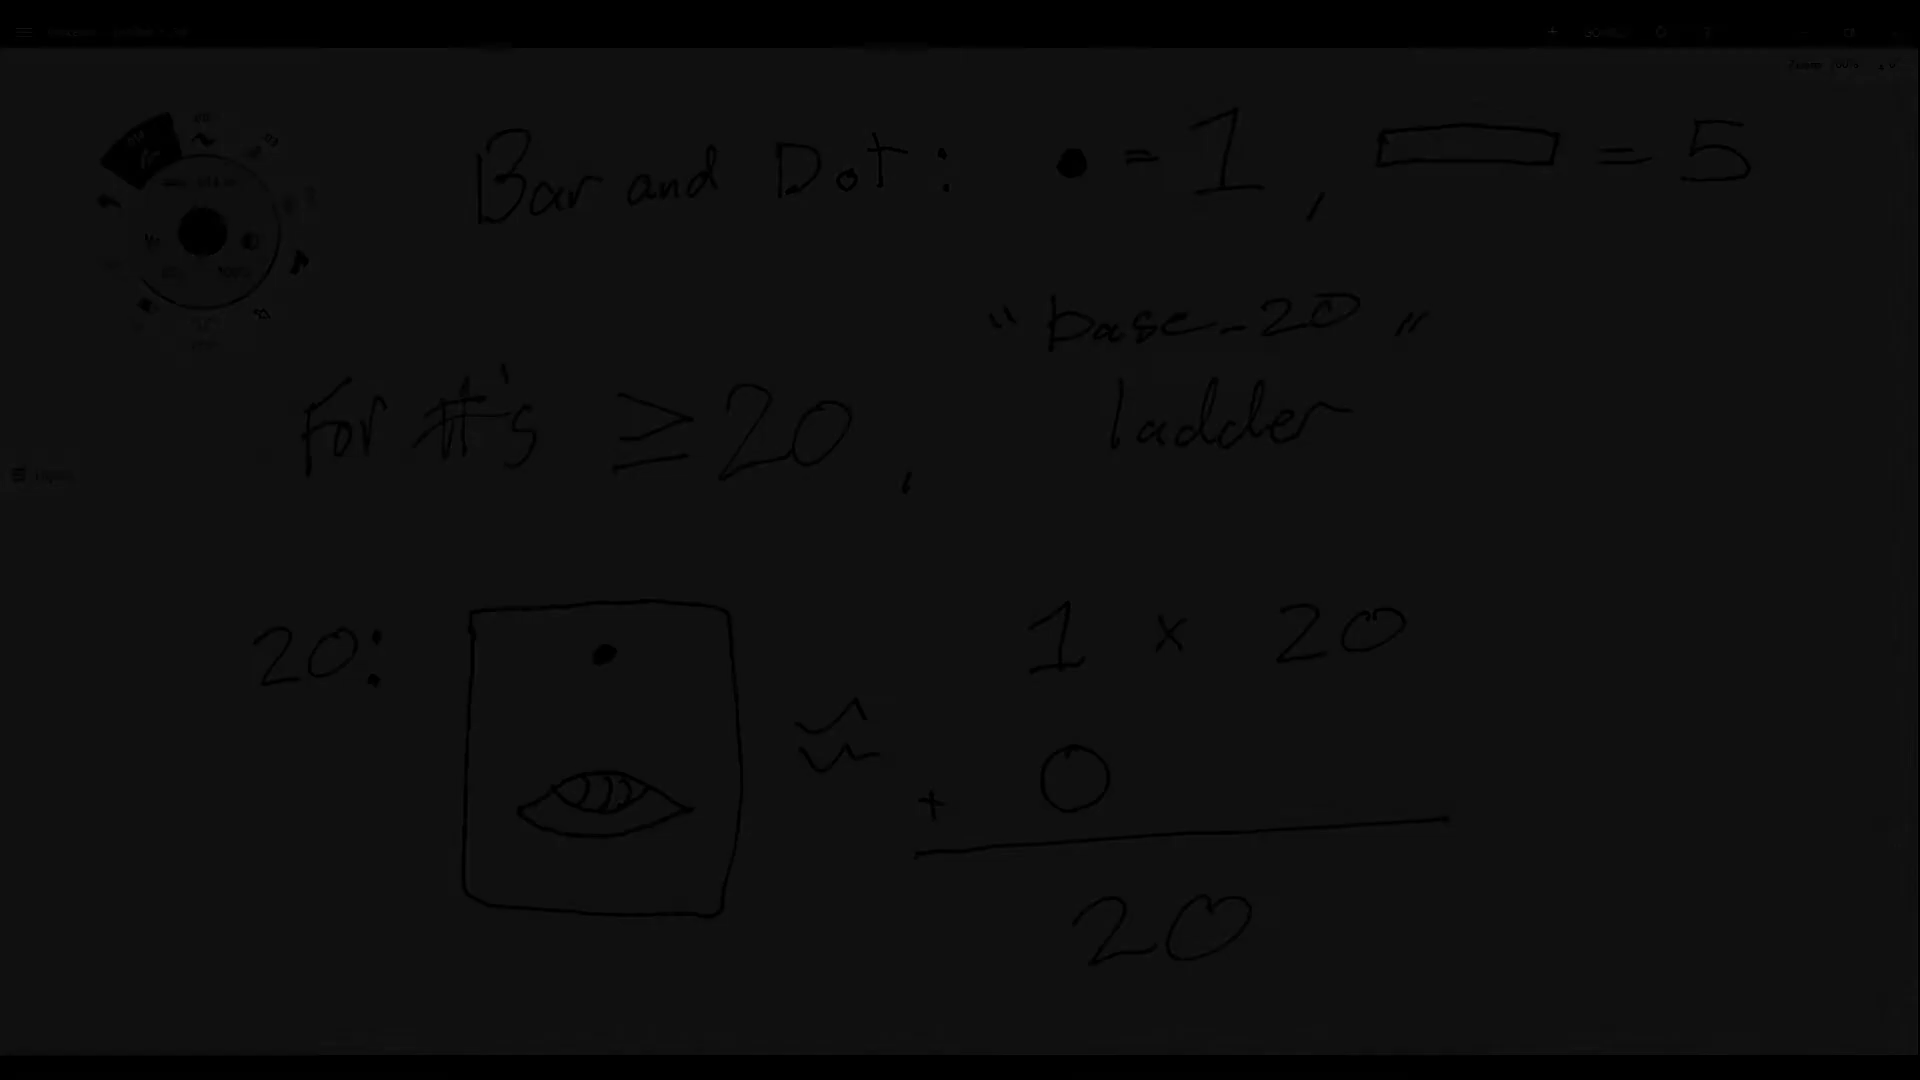 Bar and Dot: • = 1, ▭ = 5
"base-20"
For #'s ≥ 20, ladder
20: 1 x 20
+ 0
20